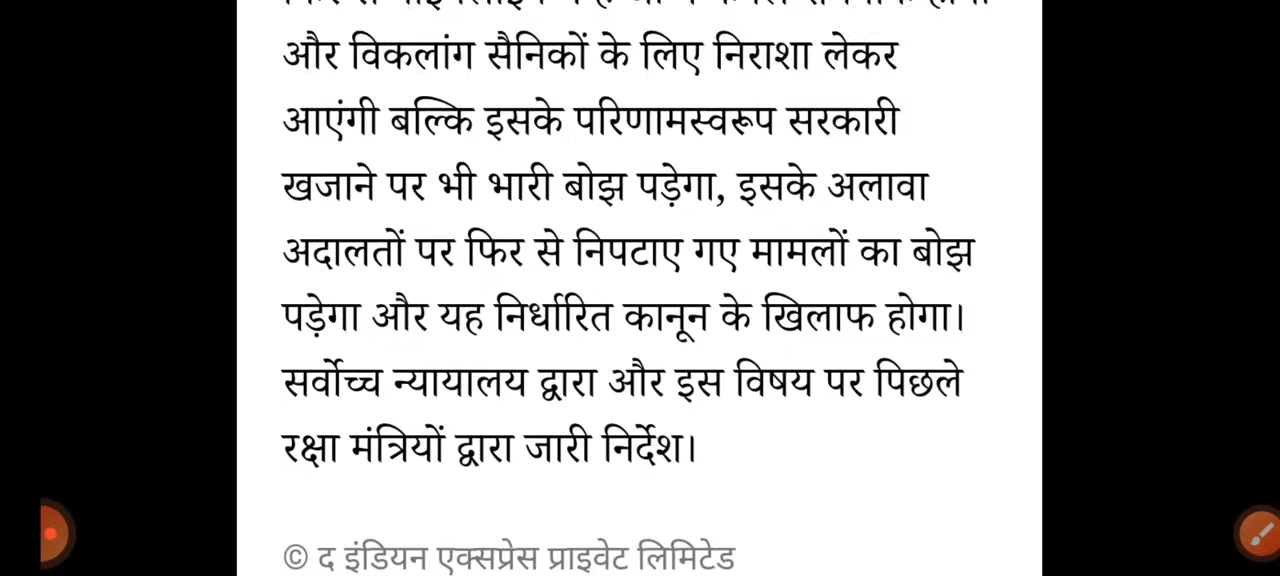 और विकलांग सैनिकों के लिए निराशा लेकर
आएंगी बल्कि इसके परिणामस्वरूप सरकारी
खजाने पर भी भारी बोझ पड़ेगा, इसके अलावा
अदालतों पर फिर से निपटाए गए मामलों का बोझ
पड़ेगा और यह निर्धारित कानून के खिलाफ होगा।
सर्वोच्च न्यायालय द्वारा और इस विषय पर पिछले
रक्षा मंत्रियों द्वारा जारी निर्देश।
© द इंडियन एक्सप्रेस प्राइवेट लिमिटेड